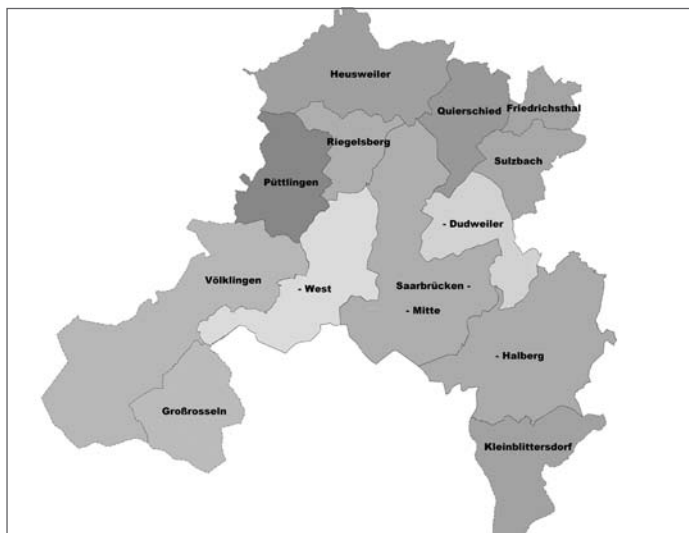 Heusweiler
Quierschied
Friedrichsthal
Riegelsberg
Sulzbach
Püttlingen
- Dudweiler
Völklingen
- West
Saarbrücken -
- Mitte
- Halberg
Großrosseln
Kleinblittersdorf